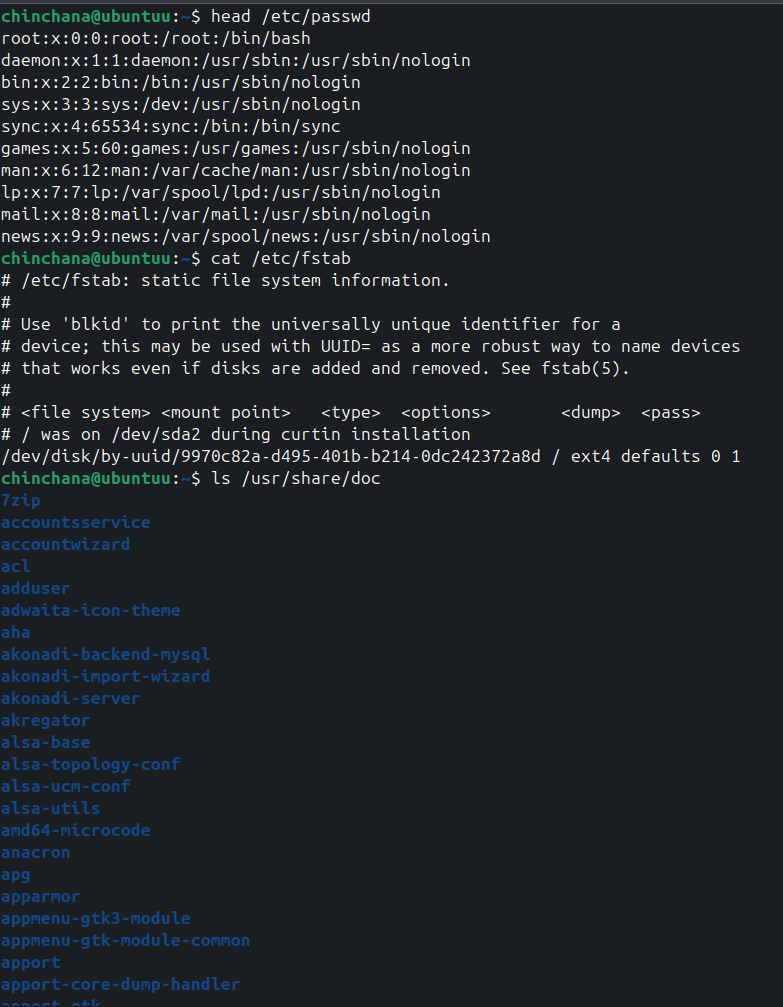 chinchana@ubuntuu:~$ head /etc/passwd
root:x:0:0:root:/root:/bin/bash
daemon:x:1:1:daemon:/usr/sbin:/usr/sbin/nologin
bin:x:2:2:bin:/bin:/usr/sbin/nologin
sys:x:3:3:sys:/dev:/usr/sbin/nologin
sync:x:4:65534:sync:/bin:/bin/sync
games:x:5:60:games:/usr/games:/usr/sbin/nologin
man:x:6:12:man:/var/cache/man:/usr/sbin/nologin
lp:x:7:7:lp:/var/spool/lpd:/usr/sbin/nologin
mail:x:8:8:mail:/var/mail:/usr/sbin/nologin
news:x:9:9:news:/var/spool/news:/usr/sbin/nologin
chinchana@ubuntuu:~$ cat /etc/fstab
# /etc/fstab: static file system information.
#
# Use 'blkid' to print the universally unique identifier for a
# device; this may be used with UUID= as a more robust way to name devices
# that works even if disks are added and removed. See fstab(5).
#
# <file system> <mount point>   <type>  <options>       <dump>  <pass>
# / was on /dev/sda2 during curtin installation
/dev/disk/by-uuid/9970c82a-d495-401b-b214-0dc242372a8d / ext4 defaults 0 1
chinchana@ubuntuu:~$ ls /usr/share/doc
7zip
accountsservice
accountwizard
acl
adduser
adwaita-icon-theme
aha
akonadi-backend-mysql
akonadi-import-wizard
akonadi-server
akregator
alsa-base
alsa-topology-conf
alsa-ucm-conf
alsa-utils
amd64-microcode
anacron
apg
apparmor
appmenu-gtk3-module
appmenu-gtk-module-common
apport
apport-core-dump-handler
apport-gtk